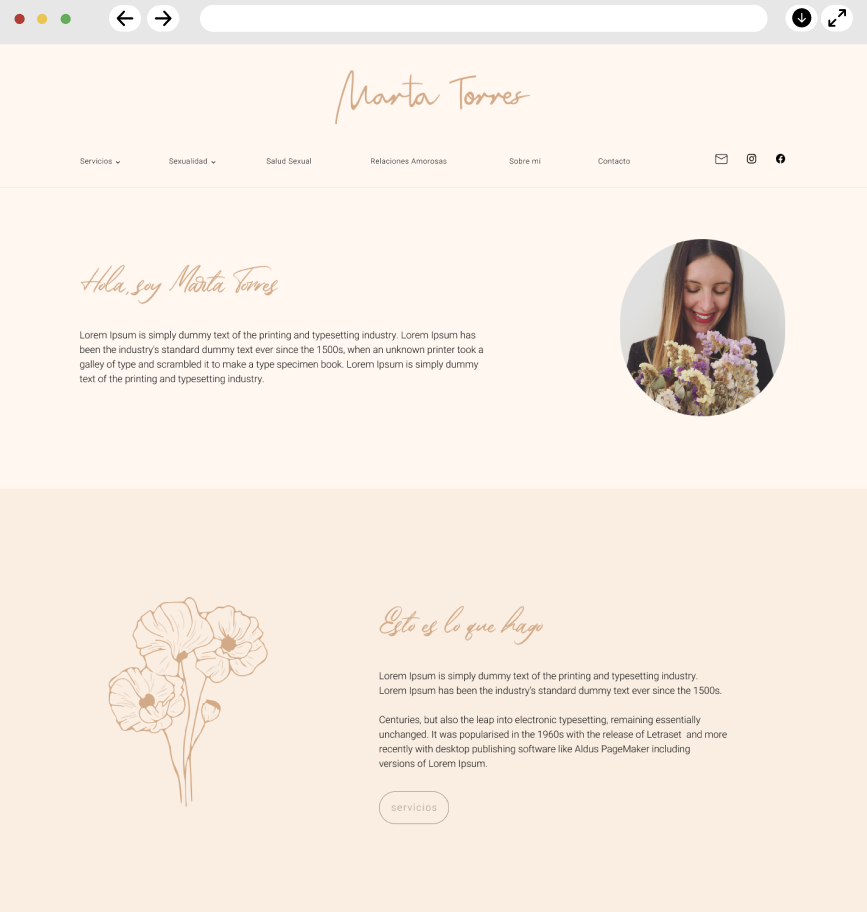 Marta Torres
Servicios
Sexualidad
Salud Sexual
Relaciones Amorosas
Sobre mí
Contacto
Hola, soy Marta Torres
Lorem Ipsum is simply dummy text of the printing and typesetting industry. Lorem Ipsum has
been the industry's standard dummy text ever since the 1500s, when an unknown printer took a
galley of type and scrambled it to make a type specimen book. Lorem Ipsum is simply dummy
text of the printing and typesetting industry.
Esto es lo que hago
Lorem Ipsum is simply dummy text of the printing and typesetting industry.
Lorem Ipsum has been the industry's standard dummy text ever since the 1500s.
Centuries, but also the leap into electronic typesetting, remaining essentially
unchanged. It was popularised in the 1960s with the release of Letraset and more
recently with desktop publishing software like Aldus PageMaker including
versions of Lorem Ipsum.
servicios